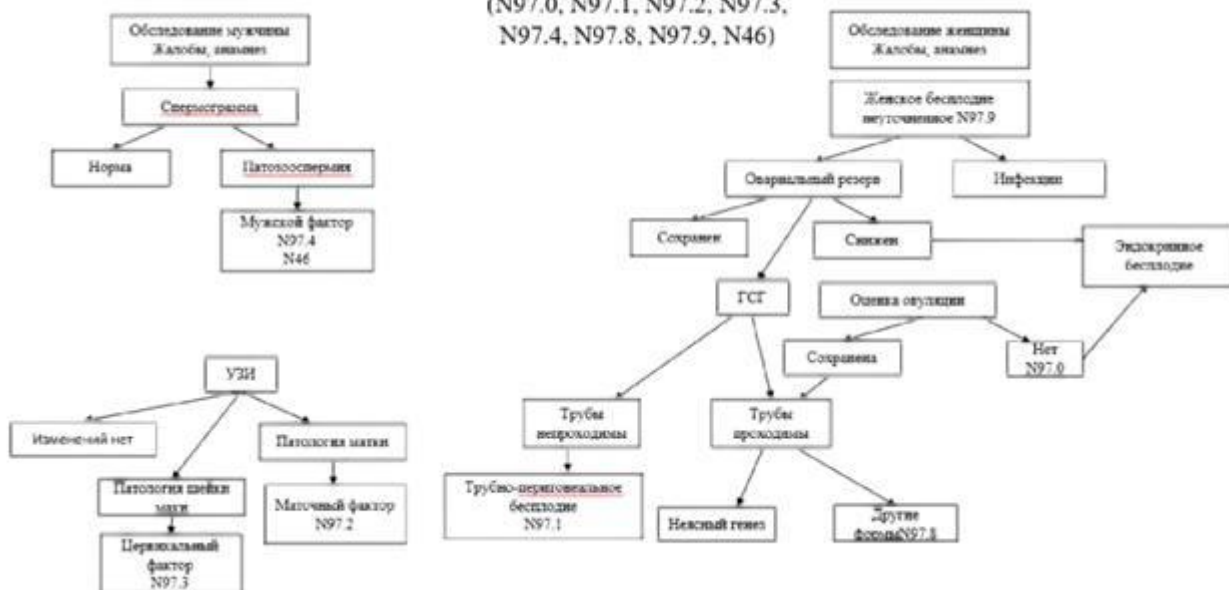 (N97.0, N97.1, N97.2, N97.3,
N97.4, N97.8, N97.9, N46)
Обследование мужчины
Жалобы, анамнез
Спермограмма
Норма
Патозооспермия
Мужской фактор
N97.4
N46
УЗИ
Изменений нет
Патология матки
Патология шейки
маки
Маточный фактор
N97.2
Цервикальный
фактор
N97.3
Обследование женщины
Жалобы, анамнез
Женское бесплодие
неуточненное N97.9
Овариальный резерв
Инфекции
Сохранен
Снижен
Эндокринное
бесплодие
ГСГ
Оценка овуляции
Сохранена
Нет
N97.0
Трубы
непроходимы
Трубы
проходимы
Трубно-перитонеальное
бесплодие
N97.1
Неясный генез
Другие
формыN97.8